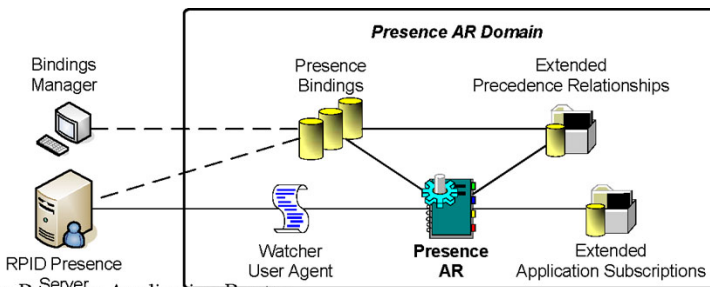 Presence AR Domain
Bindings
Manager
Presence
Bindings
Extended
Precedence Relationships
RPID Presence
Server
Watcher
User Agent
Presence
AR
Extended
Application Subscriptions
Application